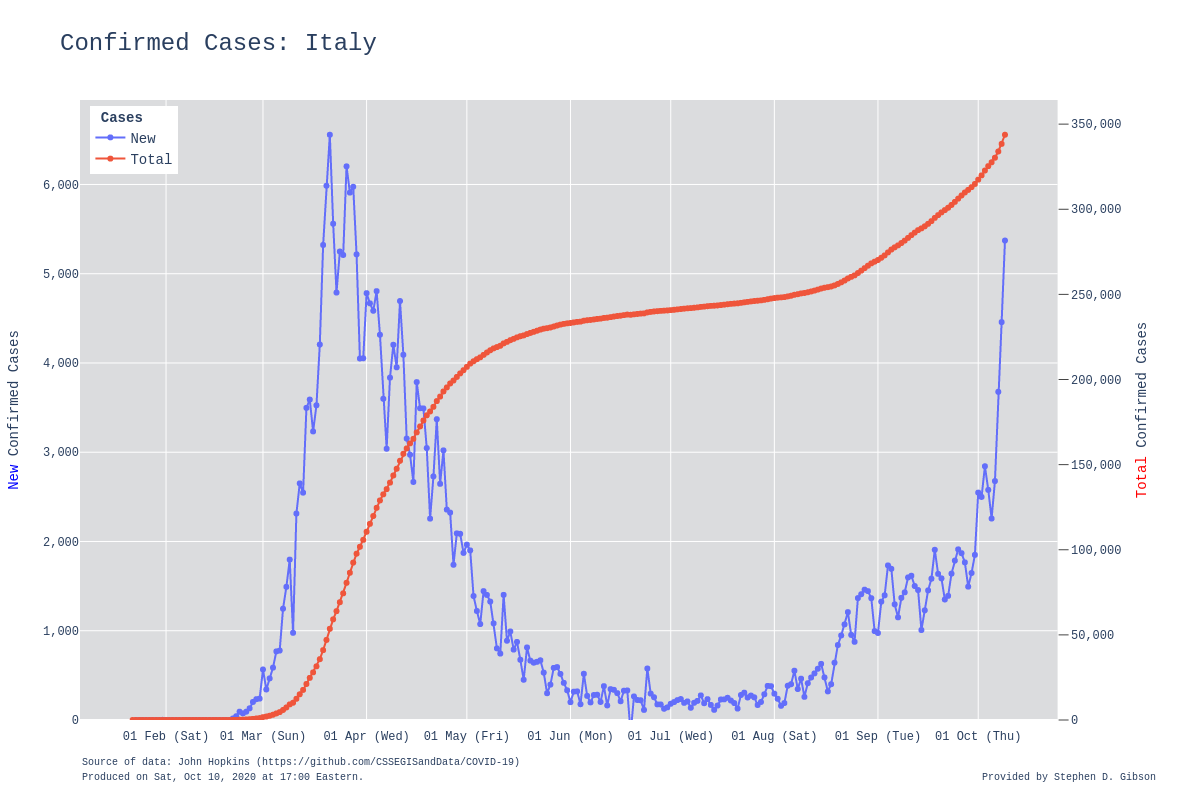 Confirmed Cases: Italy
Cases
New
Total
6,000
5,000
4,000
3,000
2,000
1,000
0
New Confirmed Cases
350,000
300,000
250,000
200,000
150,000
100,000
50,000
0
Total Confirmed Cases
01 Feb (Sat) 01 Mar (Sun) 01 Apr (Wed) 01 May (Fri) 01 Jun (Mon) 01 Jul (Wed) 01 Aug (Sat) 01 Sep (Tue) 01 Oct (Thu)
Source of data: John Hopkins (https://github.com/CSSEGISandData/COVID-19)
Produced on Sat, Oct 10, 2020 at 17:00 Eastern.
Provided by Stephen D. Gibson